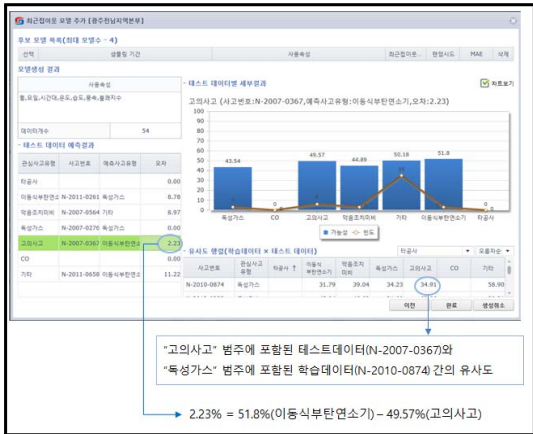 최근접이웃 모델 추가 [광주전남지역본부]
후보 모델 목록(최대 모델수 - 4)
선택 샘플링 기간 사용속성 최근접이웃... 판정시도 MAE 삭제
모델생성 결과
사용속성
월,요일,시간대,온도,습도,풍속,불쾌지수
데이터개수 54
- 테스트 데이터 예측결과
관심사고유형 사고번호 예측사고유형 오차
타공사 0.00
이동식부탄연소 N-2011-0261 독성가스 8.78
막음조치미비 N-2007-0564 기타 6.97
독성가스 N-2007-0276 독성가스 0.00
고의사고 N-2007-0367 이동식부탄연소 2.23
CO 0.00
기타 N-2011-0658 이동식부탄연소 11.22
- 테스트 데이터별 세부결과 차트보기
고의사고 (사고번호:N-2007-0367,예측사고유형:이동식부탄연소기,오차:2.23)
100
90
80
70
60
50
40
30
20
10
0
43.54 49.57 44.89 50.18 51.8
0 0
독성가스 CO 고의사고 막음조치미비 기타 이동식부탄연소기 타공사
가능성 빈도
- 유사도 행렬(학습데이터 × 테스트 데이터) 타공사 오름차순
사고번호 관심사고유형 타공사 ↑ 이동식부탄연소기 막음조치미비 독성가스 고의사고 CO 기타
N-2010-0874 독성가스 31.79 39.04 34.23 34.91 58.90
이전 완료 생성취소
"고의사고" 범주에 포함된 테스트데이터(N-2007-0367)와
"독성가스" 범주에 포함된 학습데이터(N-2010-0874) 간의 유사도
2.23% = 51.8%(이동식부탄연소기) – 49.57%(고의사고)